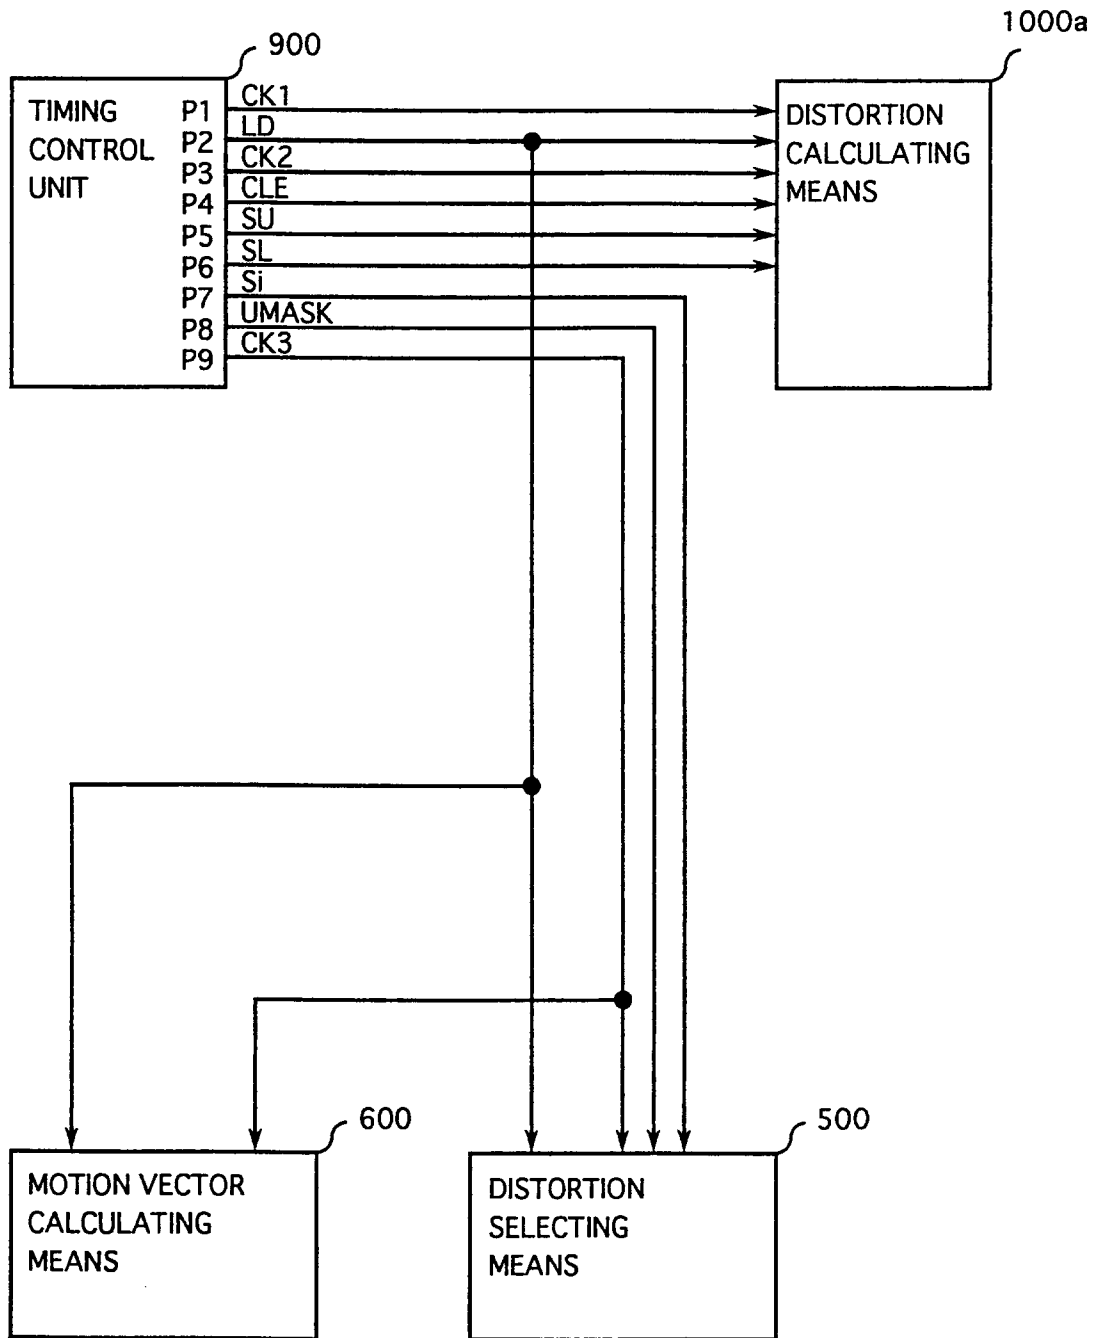 1000a
900
TIMING
CONTROL
UNIT
P1
P2
P3
P4
P5
P6
P7
P8
P9
CK1
LD
CK2
CLE
SU
SL
Si
UMASK
CK3
DISTORTION
CALCULATING
MEANS
600
MOTION VECTOR
CALCULATING
MEANS
500
DISTORTION
SELECTING
MEANS